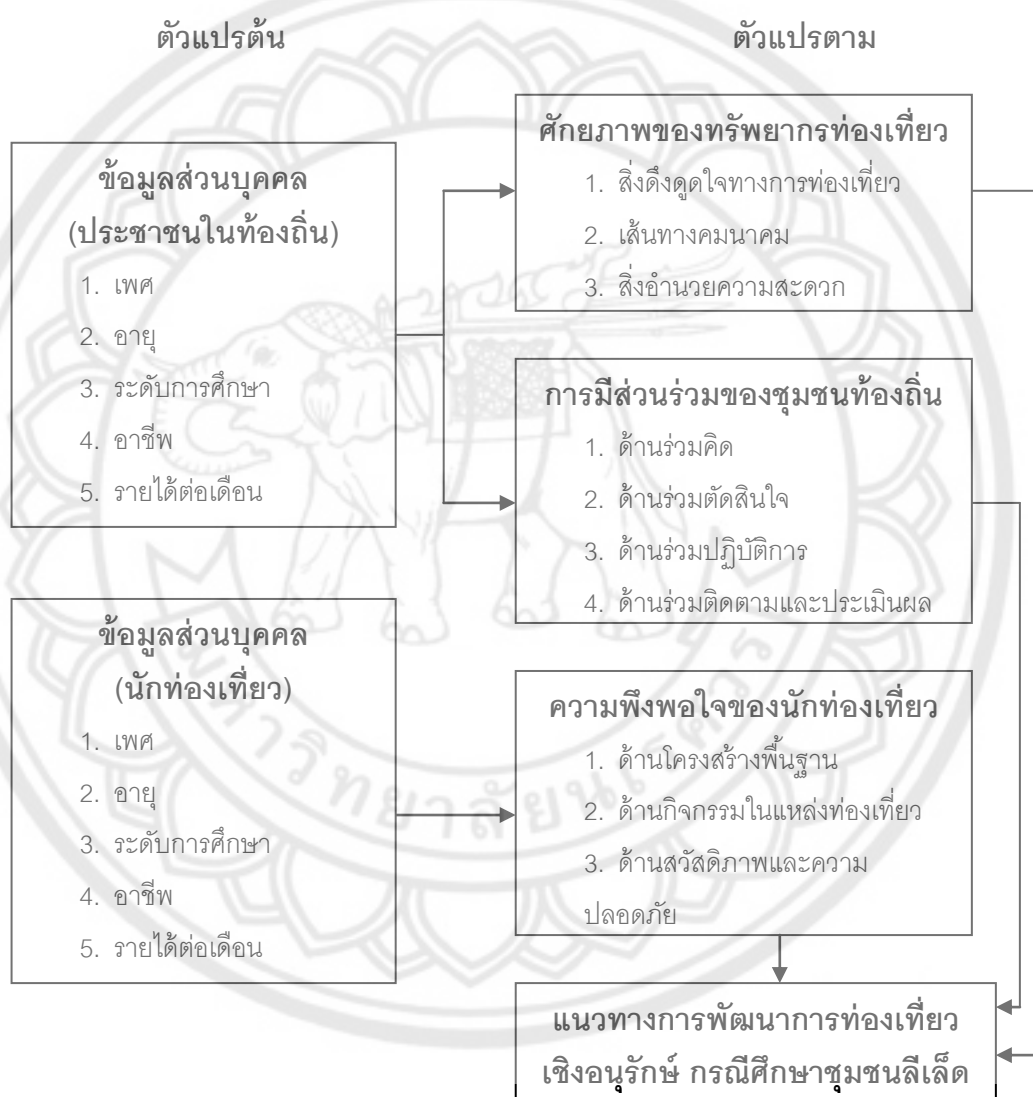 ตัวแปรต้น
ตัวแปรตาม
ข้อมูลส่วนบุคคล
(ประชาชนในท้องถิ่น)
1. เพศ
2. อายุ
3. ระดับการศึกษา
4. อาชีพ
5. รายได้ต่อเดือน
ศักยภาพของทรัพยากรท่องเที่ยว
1. สิ่งดึงดูดใจทางการท่องเที่ยว
2. เส้นทางคมนาคม
3. สิ่งอำนวยความสะดวก
การมีส่วนร่วมของชุมชนท้องถิ่น
1. ด้านร่วมคิด
2. ด้านร่วมตัดสินใจ
3. ด้านร่วมปฏิบัติการ
4. ด้านร่วมติดตามและประเมินผล
ข้อมูลส่วนบุคคล
(นักท่องเที่ยว)
1. เพศ
2. อายุ
3. ระดับการศึกษา
4. อาชีพ
5. รายได้ต่อเดือน
ความพึงพอใจของนักท่องเที่ยว
1. ด้านโครงสร้างพื้นฐาน
2. ด้านกิจกรรมในแหล่งท่องเที่ยว
3. ด้านสวัสดิภาพและความ
ปลอดภัย
แนวทางการพัฒนาการท่องเที่ยว
เชิงอนุรักษ์ กรณีศึกษาชุมชนลีเล็ด
มหาวิทยาลัยนเรศวร